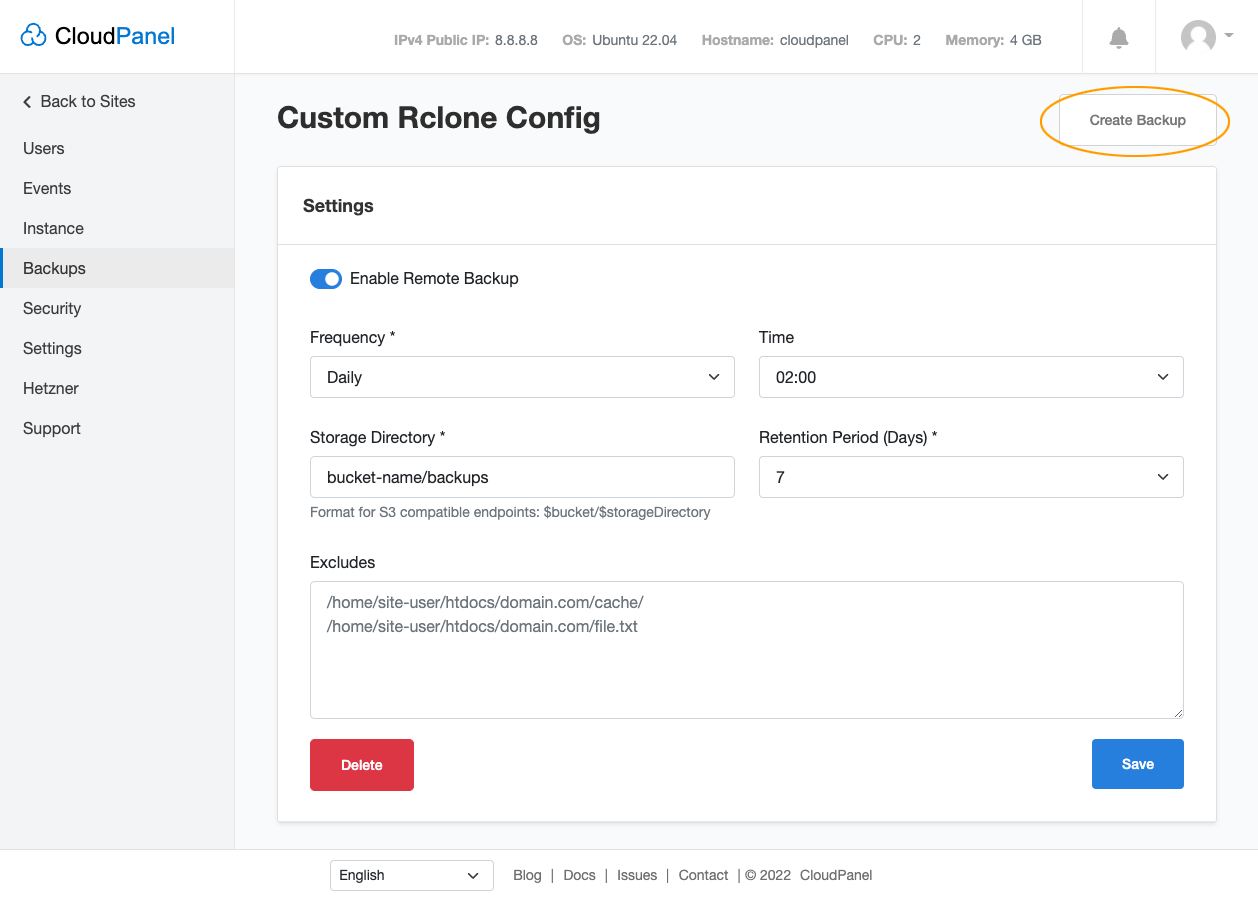 CloudPanel
IPv4 Public IP: 8.8.8.8 OS: Ubuntu 22.04 Hostname: cloudpanel CPU: 2 Memory: 4 GB
Back to Sites
Users
Events
Instance
Backups
Security
Settings
Hetzner
Support
Custom Rclone Config
Create Backup
Settings
Enable Remote Backup
Frequency *
Daily
Time
02:00
Storage Directory *
bucket-name/backups
Format for S3 compatible endpoints: $bucket/$storageDirectory
Retention Period (Days) *
7
Excludes
/home/site-user/htdocs/domain.com/cache/
/home/site-user/htdocs/domain.com/file.txt
Delete
Save
English
Blog | Docs | Issues | Contact | © 2022 CloudPanel